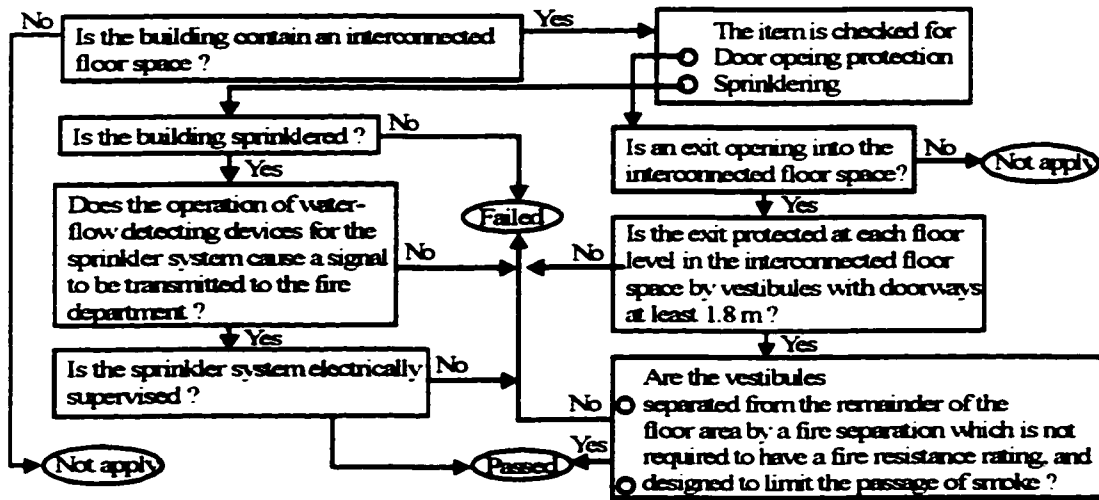 No
Is the building contain an interconnected
floor space ?
Yes
The item is checked for
Door opeing protection
Sprinklering
Is the building sprinklered ?
No
Yes
Is an exit opening into the
interconnected floor space?
No
Not apply
Yes
Does the operation of water-
flow detecting devices for the
sprinkler system cause a signal
to be transmitted to the fire
department ?
No
Failed
No
Is the exit protected at each floor
level in the interconnected floor
space by vestibules with doorways
at least 1.8 m ?
Yes
Yes
Is the sprinkler system electrically
supervised ?
No
Are the vestibules
separated from the remainder of the
floor area by a fire separation which is not
required to have a fire resistance rating, and
designed to limit the passage of smoke ?
No
Yes
Not apply
Passed